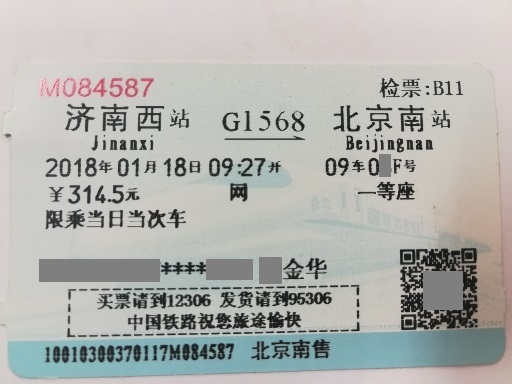 M084587 检票:B11
济南西站 G1568 北京南站
Jinanxi Beijingnan
2018年01月18日09:27开 09车0 F号
￥314.5元 网 一等座
限乘当日当次车
**** 金华
买票请到12306 发货请到95306
中国铁路祝您旅途愉快
10010300370117M084587 北京南售